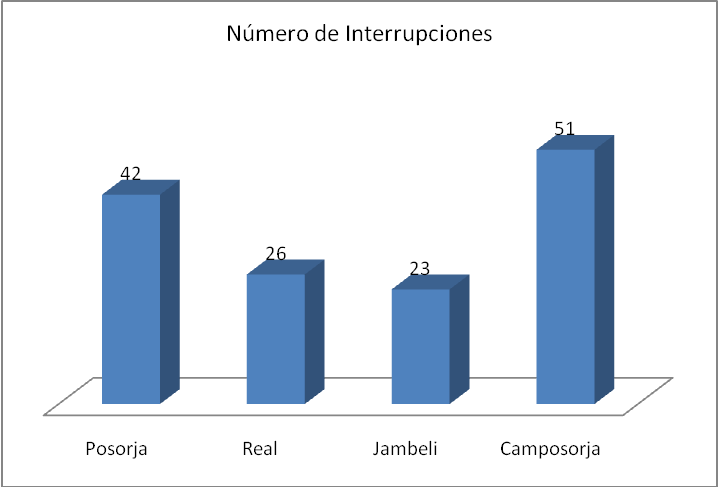 Número de Interrupciones
42
26
23
51
Posorja Real Jambeli Camposorja